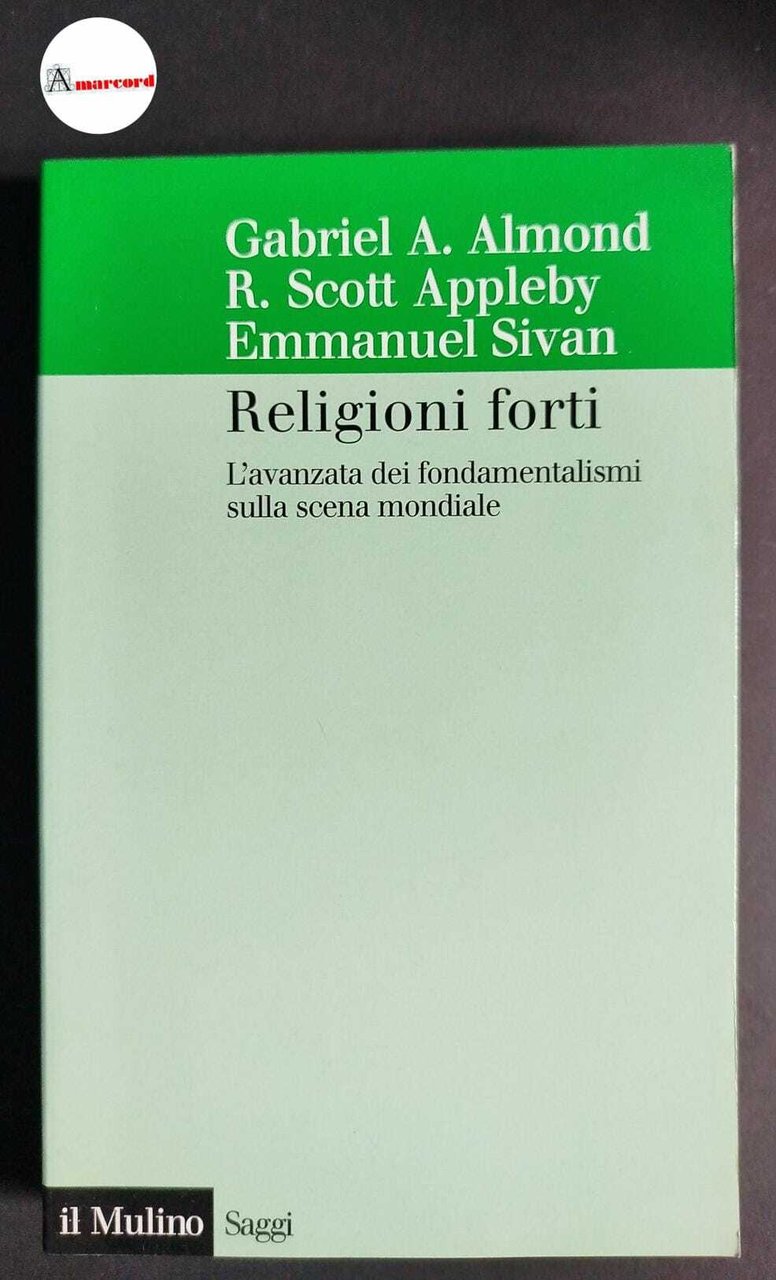 Amarcord
Gabriel A. Almond
R. Scott Appleby
Emmanuel Sivan
Religioni forti
L'avanzata dei fondamentalismi
sulla scena mondiale
il Mulino Saggi